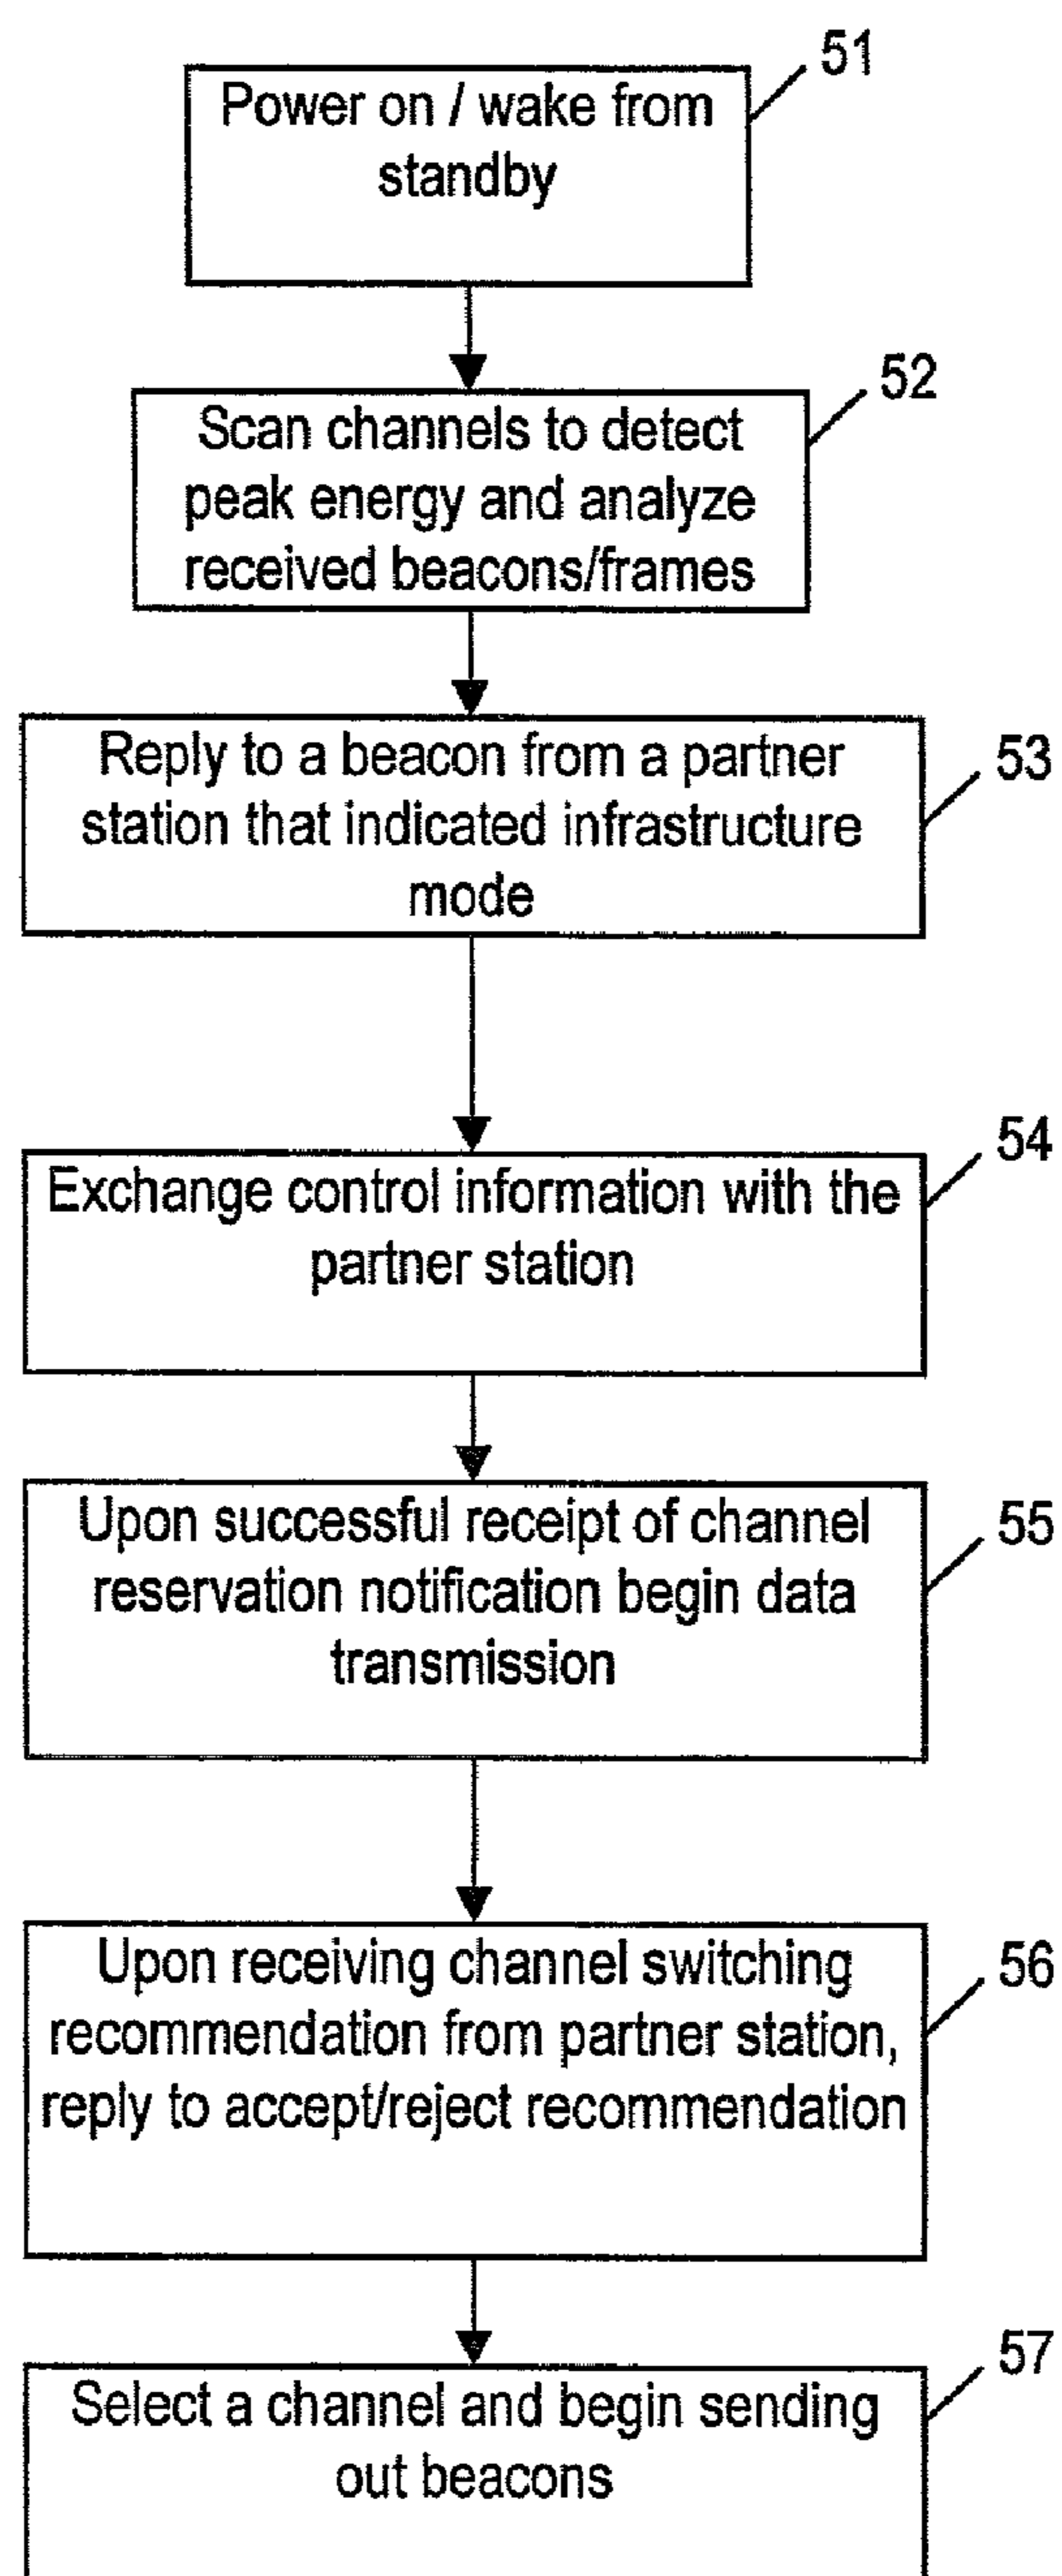 51
Power on / wake from
standby
52
Scan channels to detect
peak energy and analyze
received beacons/frames
53
Reply to a beacon from a partner
station that indicated infrastructure
mode
54
Exchange control information with the
partner station
55
Upon successful receipt of channel
reservation notification begin data
transmission
56
Upon receiving channel switching
recommendation from partner station,
reply to accept/reject recommendation
57
Select a channel and begin sending
out beacons